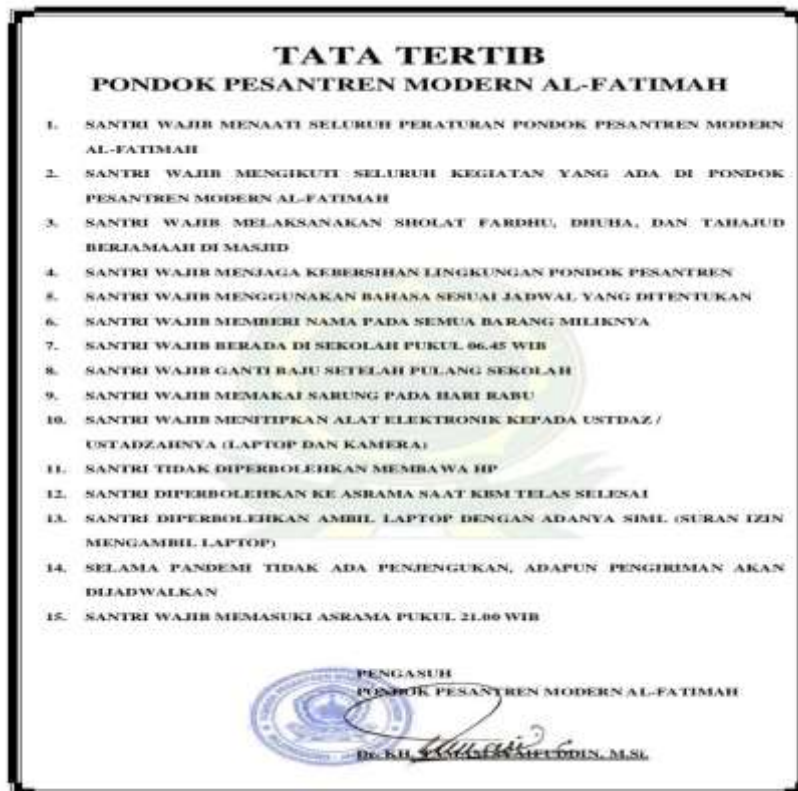 TATA TERTIB
PONDOK PESANTREN MODERN AL-FATIMAH
1. SANTRI WAJIB MENAATI SELURUH PERATURAN PONDOK PESANTREN MODERN
AL-FATIMAH
2. SANTRI WAJIB MENGIKUTI SELURUH KEGIATAN YANG ADA DI PONDOK
PESANTREN MODERN AL-FATIMAH
3. SANTRI WAJIB MELAKSANAKAN SHOLAT FARDHU, DHUHA, DAN TAHAJUD
BERJAMAAH DI MASJID
4. SANTRI WAJIB MENJAGA KEBERSIHAN LINGKUNGAN PONDOK PESANTREN
5. SANTRI WAJIB MENGGUNAKAN BAHASA SESUAI JADWAL YANG DITENTUKAN
6. SANTRI WAJIB MEMBERI NAMA PADA SEMUA BARANG MILIKNYA
7. SANTRI WAJIB BERADA DI SEKOLAH PUKUL 06.45 WIB
8. SANTRI WAJIB GANTI BAJU SETELAH PULANG SEKOLAH
9. SANTRI WAJIB MEMAKAI SARUNG PADA HARI RABU
10. SANTRI WAJIB MENITIPKAN ALAT ELEKTRONIK KEPADA USTDAZ /
USTADZAHNYA (LAPTOP DAN KAMERA)
11. SANTRI TIDAK DIPERBOLEHKAN MEMBAWA HP
12. SANTRI DIPERBOLEHKAN KE ASRAMA SAAT KBM TELAS SELESAI
13. SANTRI DIPERBOLEHKAN AMBIL LAPTOP DENGAN ADANYA SIML (SURAN IZIN
MENGAMBIL LAPTOP)
14. SELAMA PANDEMI TIDAK ADA PENJENGUKAN, ADAPUN PENGIRIMAN AKAN
DIJADWALKAN
15. SANTRI WAJIB MEMASUKI ASRAMA PUKUL 21.00 WIB
PENGASUH
PONDOK PESANTREN MODERN AL-FATIMAH
Dr. KH. SYAIFUDDIN, M.Si.